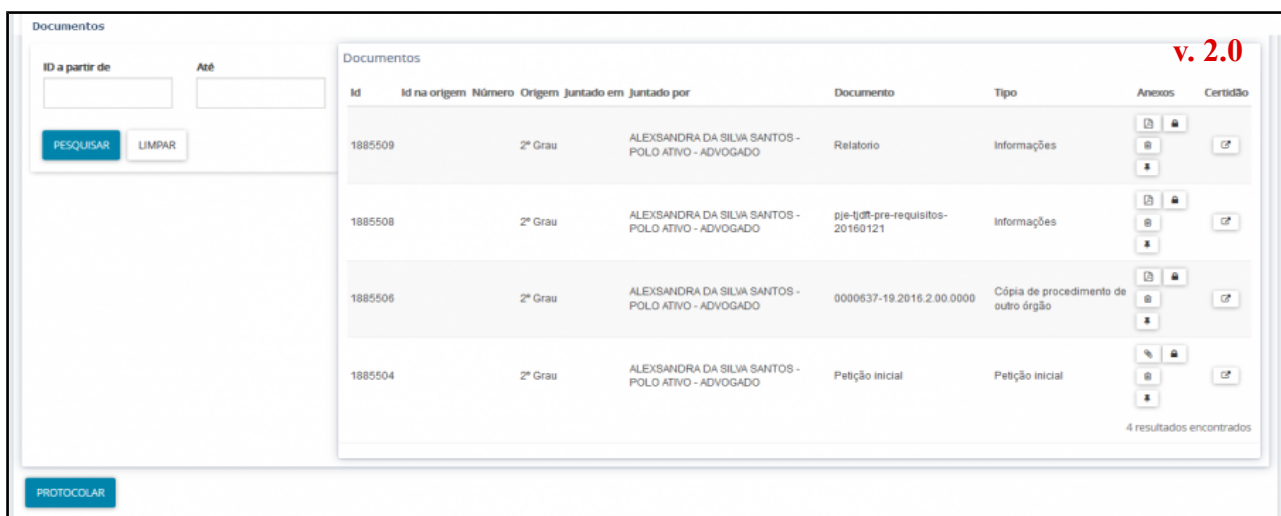 Documentos
ID a partir de Até
PESQUISAR LIMPAR
Documentos
v. 2.0
Id Id na origem Número Origem Juntado em Juntado por Documento Tipo Anexos Certidão
1885509 2º Grau ALEXSANDRA DA SILVA SANTOS - Relatorio Informações
POLO ATIVO - ADVOGADO
1885508 2º Grau ALEXSANDRA DA SILVA SANTOS - pje-tjdft-pre-requisitos- Informações
POLO ATIVO - ADVOGADO 20160121
1885506 2º Grau ALEXSANDRA DA SILVA SANTOS - 0000637-19.2016.2.00.0000 Cópia de procedimento de
POLO ATIVO - ADVOGADO outro órgão
1885504 2º Grau ALEXSANDRA DA SILVA SANTOS - Petição inicial Petição inicial
POLO ATIVO - ADVOGADO
4 resultados encontrados
PROTOCOLAR